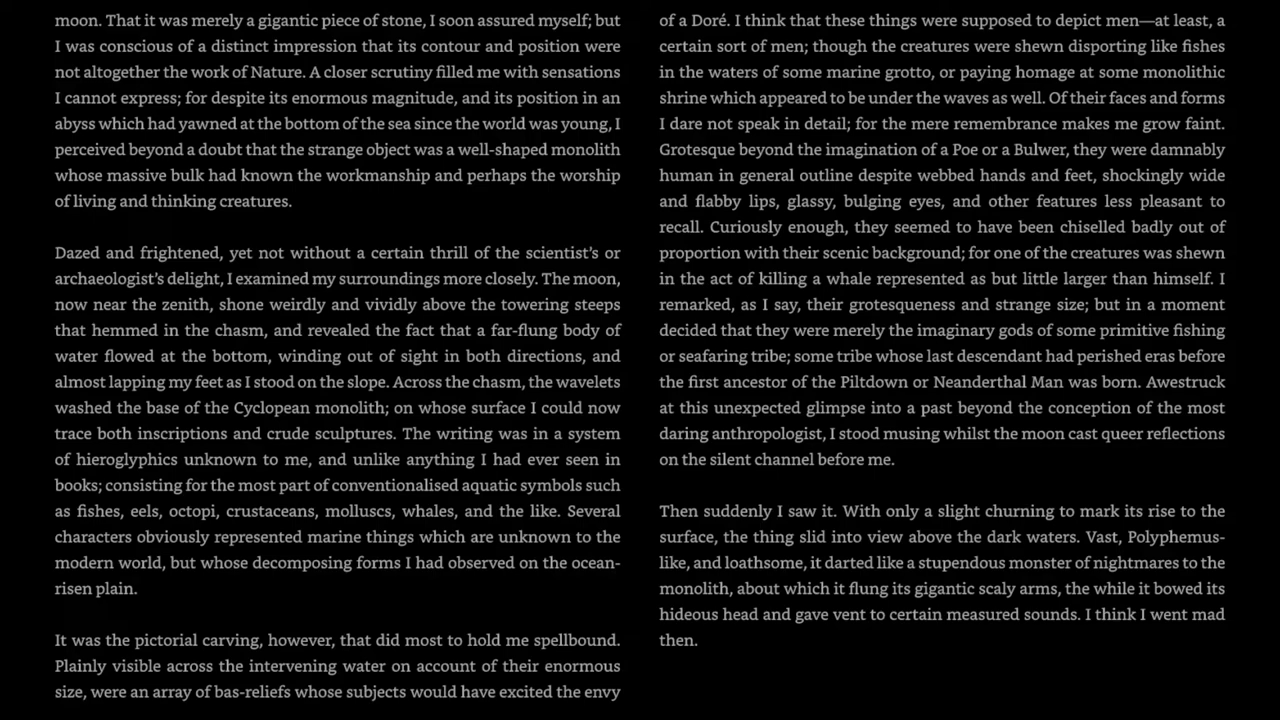 moon. That it was merely a gigantic piece of stone, I soon assured myself; but
I was conscious of a distinct impression that its contour and position were
not altogether the work of Nature. A closer scrutiny filled me with sensations
I cannot express; for despite its enormous magnitude, and its position in an
abyss which had yawned at the bottom of the sea since the world was young, I
perceived beyond a doubt that the strange object was a well-shaped monolith
whose massive bulk had known the workmanship and perhaps the worship
of living and thinking creatures.

Dazed and frightened, yet not without a certain thrill of the scientist’s or
archaeologist’s delight, I examined my surroundings more closely. The moon,
now near the zenith, shone weirdly and vividly above the towering steeps
that hemmed in the chasm, and revealed the fact that a far-flung body of
water flowed at the bottom, winding out of sight in both directions, and
almost lapping my feet as I stood on the slope. Across the chasm, the wavelets
washed the base of the Cyclopean monolith; on whose surface I could now
trace both inscriptions and crude sculptures. The writing was in a system
of hieroglyphics unknown to me, and unlike anything I had ever seen in
books; consisting for the most part of conventionalised aquatic symbols such
as fishes, eels, octopi, crustaceans, molluscs, whales, and the like. Several
characters obviously represented marine things which are unknown to the
modern world, but whose decomposing forms I had observed on the ocean-
risen plain.

It was the pictorial carving, however, that did most to hold me spellbound.
Plainly visible across the intervening water on account of their enormous
size, were an array of bas-reliefs whose subjects would have excited the envy
of a Doré. I think that these things were supposed to depict men—at least, a
certain sort of men; though the creatures were shewn disporting like fishes
in the waters of some marine grotto, or paying homage at some monolithic
shrine which appeared to be under the waves as well. Of their faces and forms
I dare not speak in detail; for the mere remembrance makes me grow faint.
Grotesque beyond the imagination of a Poe or a Bulwer, they were damnably
human in general outline despite webbed hands and feet, shockingly wide
and flabby lips, glassy, bulging eyes, and other features less pleasant to
recall. Curiously enough, they seemed to have been chiselled badly out of
proportion with their scenic background; for one of the creatures was shewn
in the act of killing a whale represented as but little larger than himself. I
remarked, as I say, their grotesqueness and strange size; but in a moment
decided that they were merely the imaginary gods of some primitive fishing
or seafaring tribe; some tribe whose last descendant had perished eras before
the first ancestor of the Piltdown or Neanderthal Man was born. Awestruck
at this unexpected glimpse into a past beyond the conception of the most
daring anthropologist, I stood musing whilst the moon cast queer reflections
on the silent channel before me.

Then suddenly I saw it. With only a slight churning to mark its rise to the
surface, the thing slid into view above the dark waters. Vast, Polyphemus-
like, and loathsome, it darted like a stupendous monster of nightmares to the
monolith, about which it flung its gigantic scaly arms, the while it bowed its
hideous head and gave vent to certain measured sounds. I think I went mad
then.